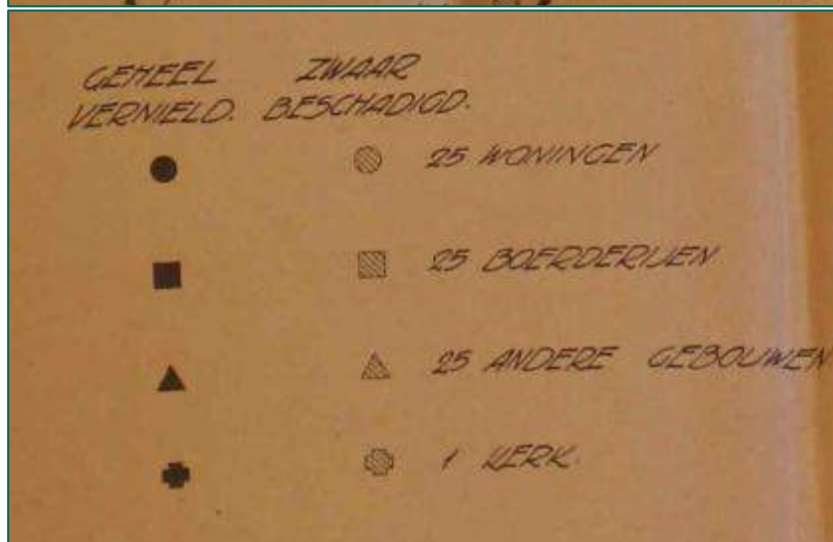 GEHEEL ZWAAR
VERNIELD. BESCHADIGD.
25 WONINGEN
25 BOERDERIJEN
25 ANDERE GEBOUWEN
1 KERK.